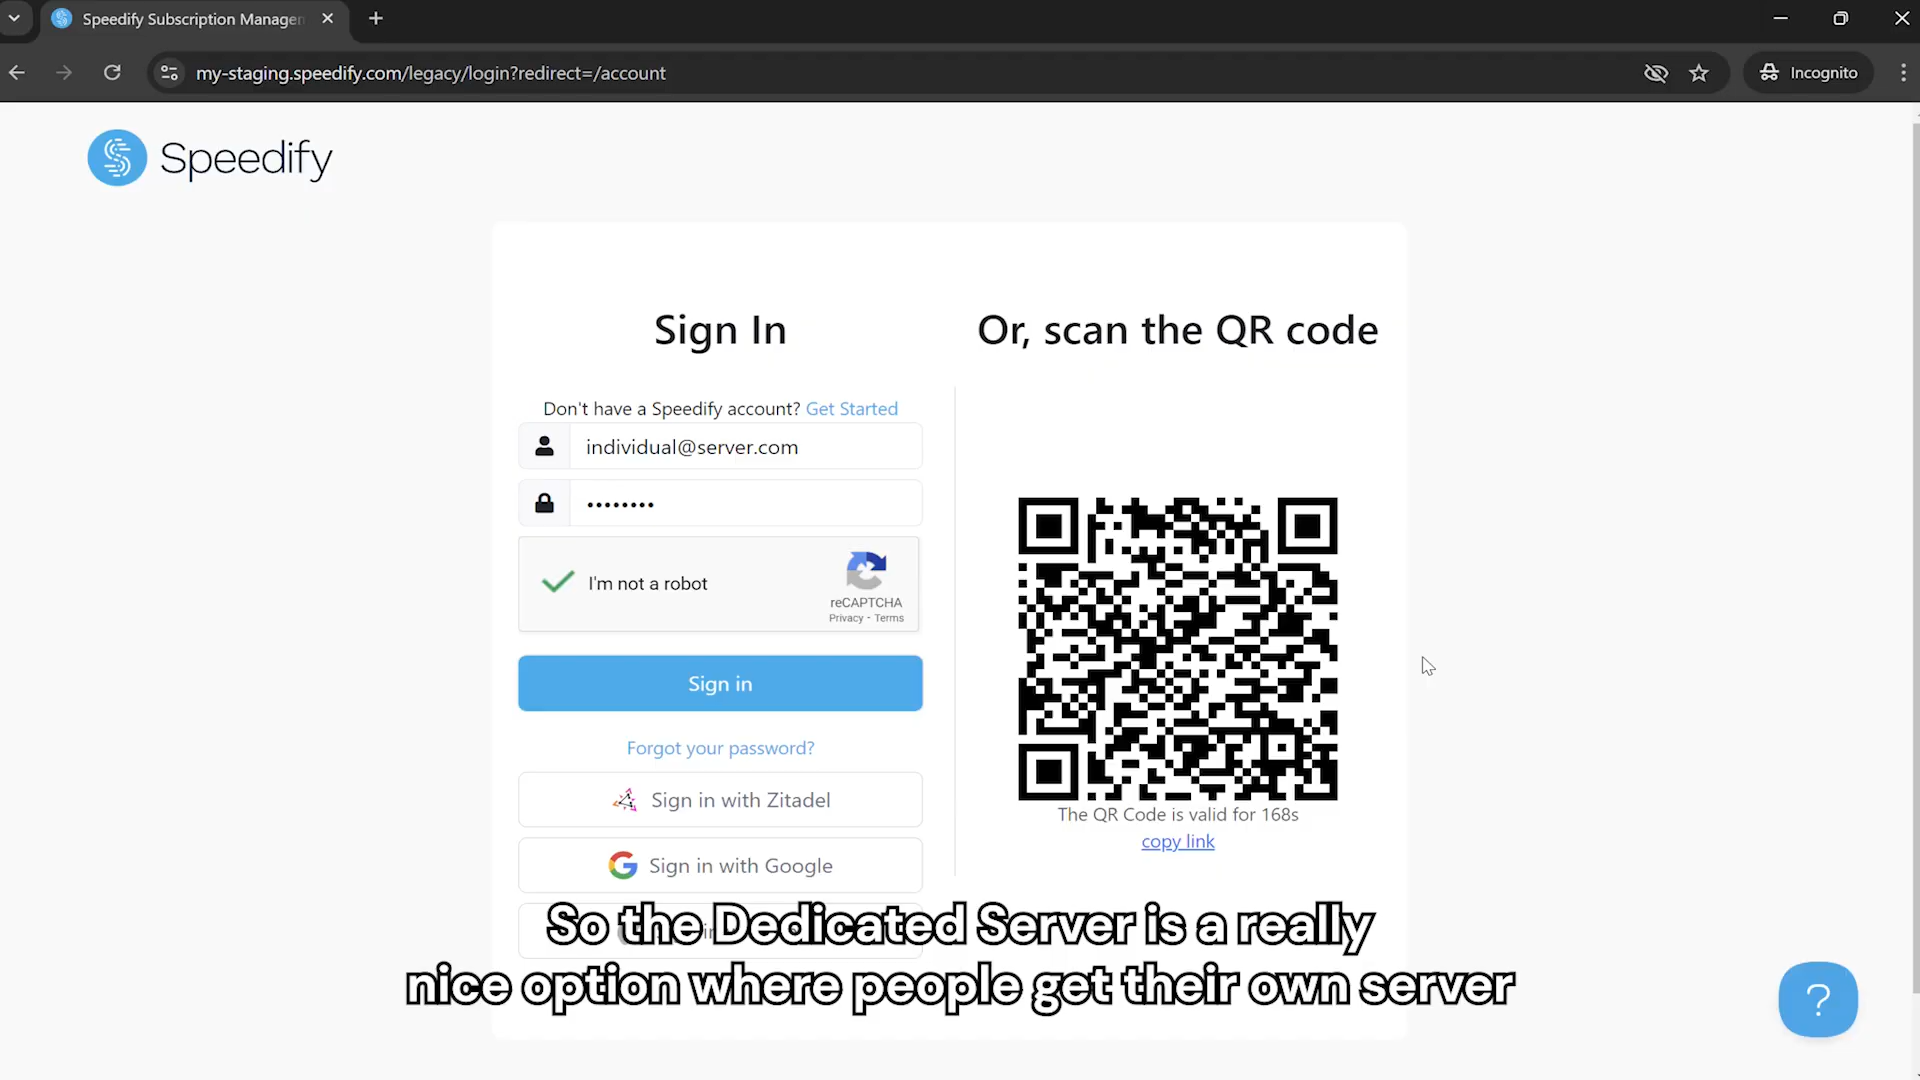 Speedify Subscription Manager
my-staging.speedify.com/legacy/login?redirect=/account
Incognito
Speedify
Sign In
Or, scan the QR code
Don't have a Speedify account? Get Started
individual@server.com
••••••••
I'm not a robot
reCAPTCHA
Privacy - Terms
Sign in
Forgot your password?
Sign in with Zitadel
Sign in with Google
The QR Code is valid for 168s
copy link
So the Dedicated Server is a really
nice option where people get their own server
?